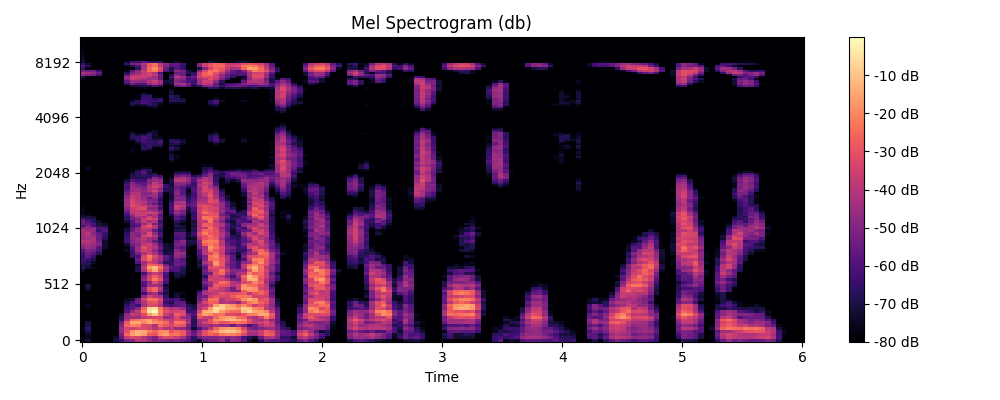 Mel Spectrogram (db)
8192
4096
2048
1024
512
0
Hz
0 1 2 3 4 5 6
Time
-10 dB
-20 dB
-30 dB
-40 dB
-50 dB
-60 dB
-70 dB
-80 dB